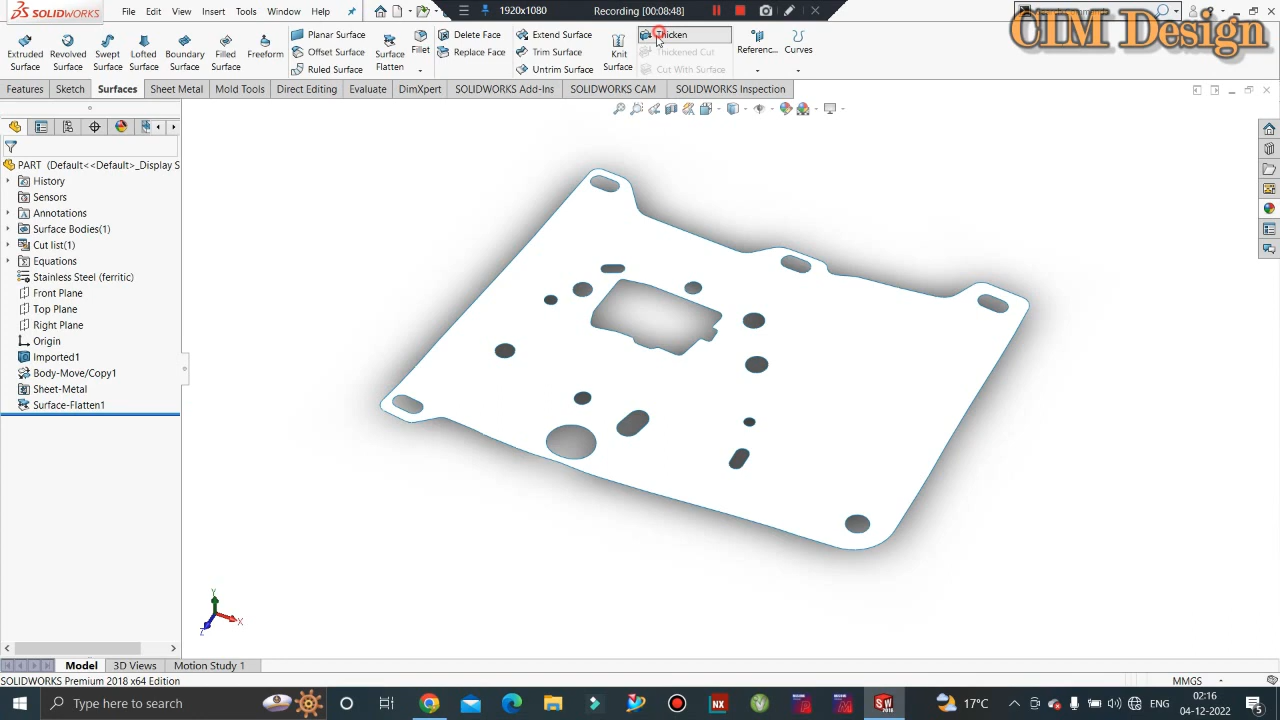 SOLIDWORKS File Edit View Insert Tools Window Help
1920x1080 Recording [00:08:48]
CIM Design
Extruded Surface
Revolved Surface
Swept Surface
Lofted Surface
Boundary Surface
Filled Surface
Freeform
Planar Surface
Offset Surface
Ruled Surface
Surface Flatten
Fillet
Delete Face
Replace Face
Extend Surface
Trim Surface
Untrim Surface
Knit Surface
Thicken
Thickened Cut
Cut With Surface
Referenc...
Curves
Features Sketch Surfaces Sheet Metal Mold Tools Direct Editing Evaluate DimXpert SOLIDWORKS Add-Ins SOLIDWORKS CAM SOLIDWORKS Inspection
PART (Default<<Default>_Display S
History
Sensors
Annotations
Surface Bodies(1)
Cut list(1)
Equations
Stainless Steel (ferritic)
Front Plane
Top Plane
Right Plane
Origin
Imported1
Body-Move/Copy1
Sheet-Metal
Surface-Flatten1
Y
X
Z
Model 3D Views Motion Study 1
SOLIDWORKS Premium 2018 x64 Edition MMGS
Type here to search
17°C
ENG
02:16
04-12-2022
5